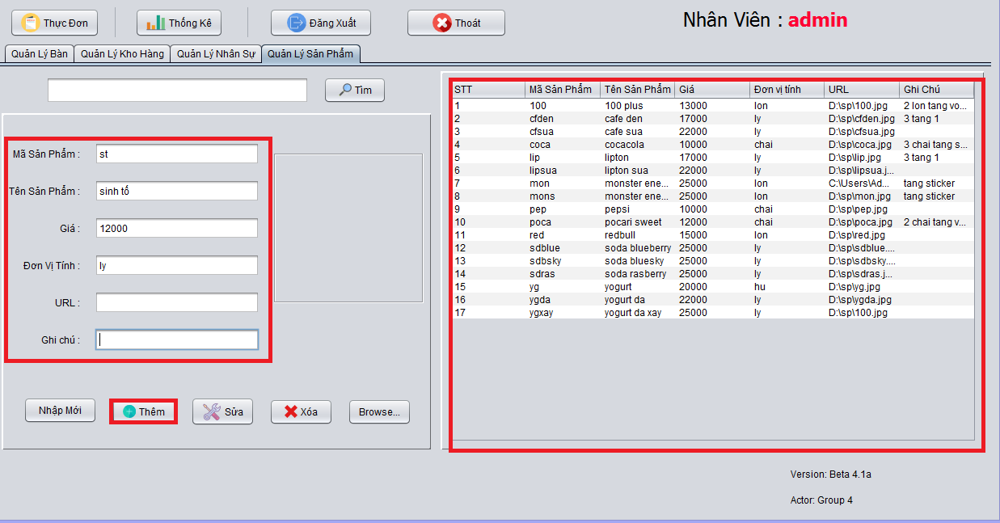 Thực Đơn Thống Kê Đăng Xuất Thoát Nhân Viên : admin
Quản Lý Bàn Quản Lý Kho Hàng Quản Lý Nhân Sự Quản Lý Sản Phẩm
Tìm
Mã Sản Phẩm : st
Tên Sản Phẩm : sinh tố
Giá : 12000
Đơn Vị Tính : ly
URL :
Ghi chú :
Nhập Mới Thêm Sửa Xóa Browse...
STT Mã Sản Phẩm Tên Sản Phẩm Giá Đơn vị tính URL Ghi Chú
1 100 100 plus 13000 lon D:\sp\100.jpg 2 lon tang vo...
2 cfden cafe den 17000 ly D:\sp\cfden.jpg 3 tang 1
3 cfsua cafe sua 22000 ly D:\sp\cfsua.jpg
4 coca cocacola 10000 chai D:\sp\coca.jpg 3 chai tang s...
5 lip lipton 17000 ly D:\sp\lip.jpg 3 tang 1
6 lipsua lipton sua 22000 ly D:\sp\lipsua.j...
7 mon monster ene... 25000 lon C:\Users\Ad... tang sticker
8 mons monster ene... 25000 lon D:\sp\mon.jpg tang sticker
9 pep pepsi 10000 chai D:\sp\pep.jpg
10 poca pocari sweet 12000 chai D:\sp\poca.jpg 2 chai tang v...
11 red redbull 15000 lon D:\sp\red.jpg
12 sdblue soda blueberry 25000 ly D:\sp\sdblue....
13 sdbsky soda bluesky 25000 ly D:\sp\sdbsky....
14 sdras soda rasberry 25000 ly D:\sp\sdras.j...
15 yg yogurt 20000 hu D:\sp\yg.jpg
16 ygda yogurt da 22000 ly D:\sp\ygda.jpg
17 ygxay yogurt da xay 25000 ly D:\sp\100.jpg
Version: Beta 4.1a
Actor: Group 4